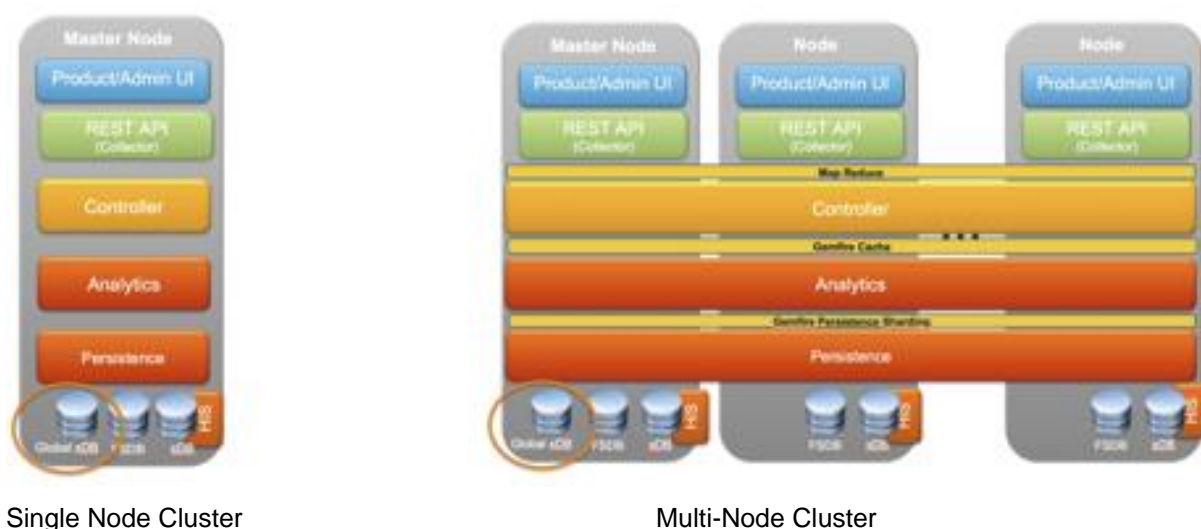 Master Node
Product/Admin UI
REST API
(Collector)
Controller
Analytics
Persistence
Global xDB
FSDB
xDB
HIS
Single Node Cluster
Master Node
Node
Node
Product/Admin UI
Product/Admin UI
Product/Admin UI
REST API
(Collector)
REST API
(Collector)
REST API
(Collector)
Map Reduce
Controller
...
Gemfire Cache
Analytics
Gemfire Persistence Sharding
Persistence
Global xDB
FSDB
xDB
HIS
FSDB
xDB
HIS
FSDB
xDB
HIS
Multi-Node Cluster